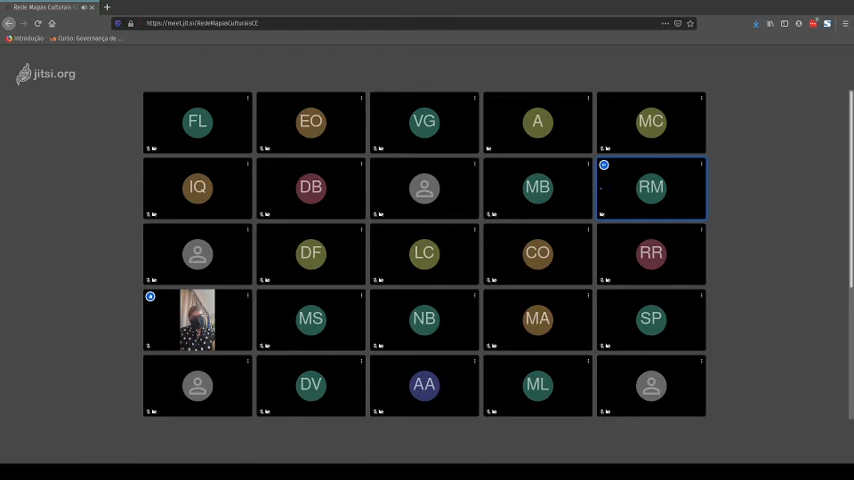 Rede Mapas Culturais C
https://meet.jit.si/RedeMapasCulturaisCE
Introdução Curso: Governança de ...
jitsi.org
FL EO VG A MC
IQ DB MB RM
DF LC CO RR
MS NB MA SP
DV AA ML